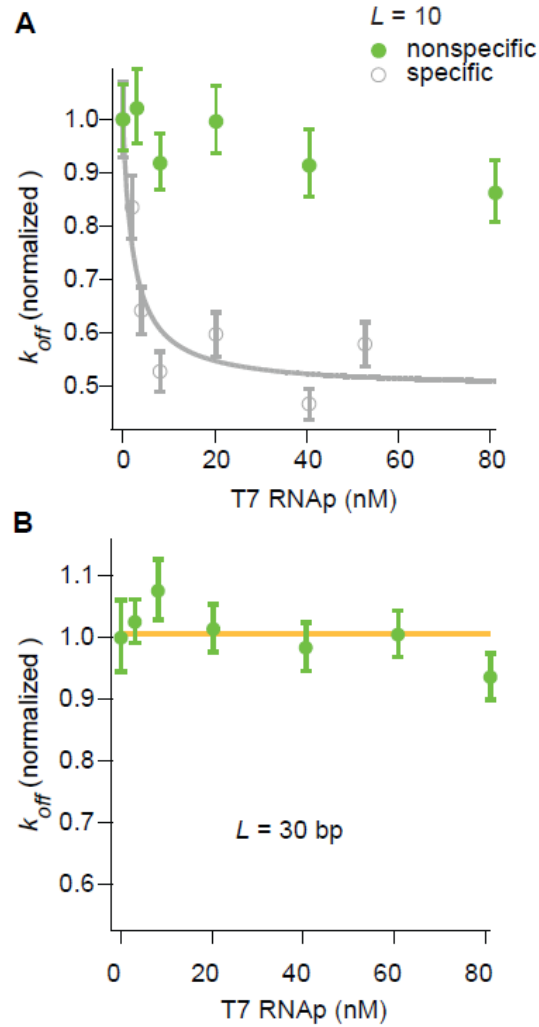 A
L = 10
nonspecific
specific
1.0
0.9
0.8
0.7
0.6
0.5
k_off (normalized )
0 20 40 60 80
T7 RNAp (nM)
B
1.1
1.0
0.9
0.8
0.7
0.6
k_off (normalized )
L = 30 bp
0 20 40 60 80
T7 RNAp (nM)